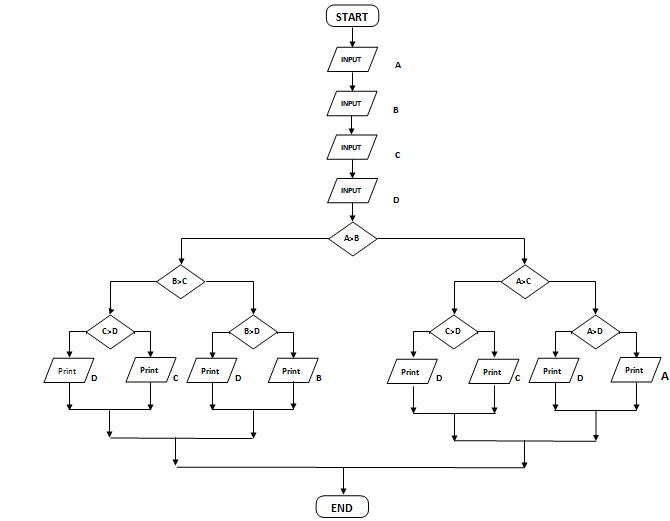 START
INPUT
A
INPUT
B
INPUT
C
INPUT
D
A>B
B>C
A>C
C>D
B>D
C>D
A>D
Print D
Print C
Print D
Print B
Print D
Print C
Print D
Print A
END